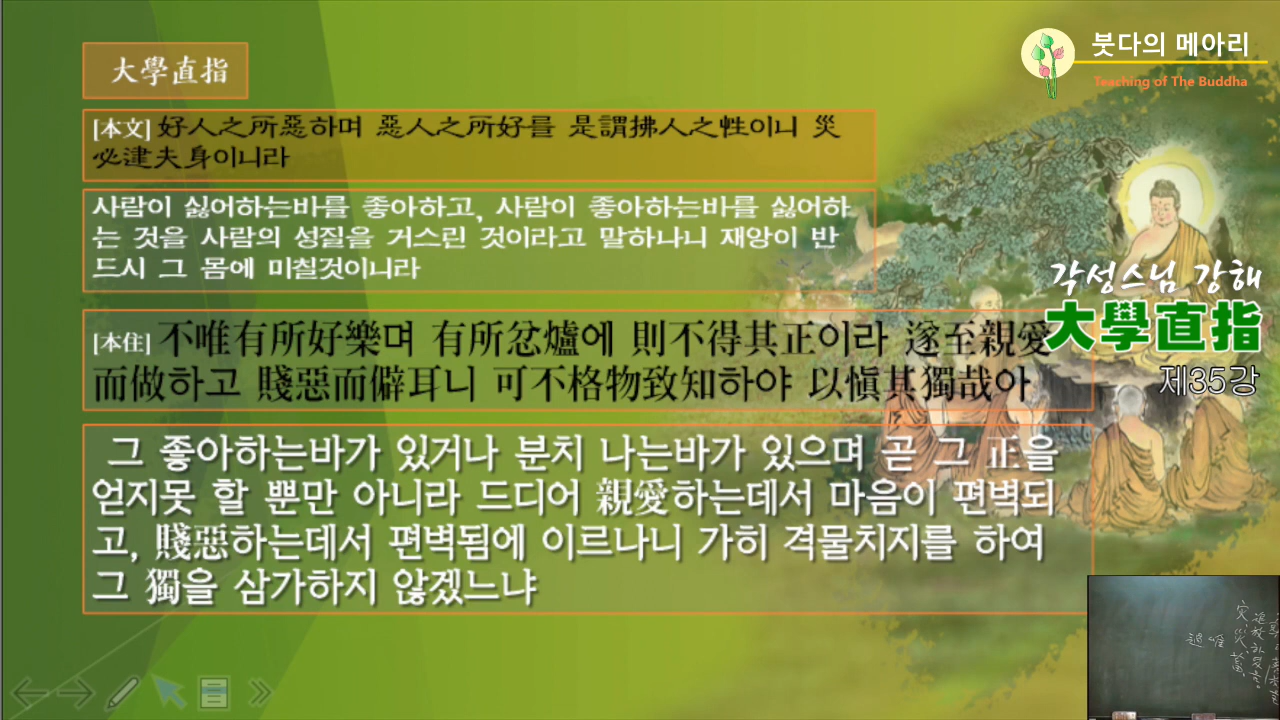 大學直指
[本文] 好人之所惡하며 惡人之所好를 是謂拂人之性이니 災
必逮夫身이니라
사람이 싫어하는바를 좋아하고, 사람이 좋아하는바를 싫어하
는 것을 사람의 성질을 거스린 것이라고 말하나니 재앙이 반
드시 그 몸에 미칠것이니라
[本住] 不唯有所好樂며 有所忿爐에 則不得其正이라 遂至親愛
而做하고 賤惡而僻耳니 可不格物致知하야 以愼其獨哉아
그 좋아하는바가 있거나 분치 나는바가 있으며 곧 그 正을
얻지못 할 뿐만 아니라 드디어 親愛하는데서 마음이 편벽되
고, 賤惡하는데서 편벽됨에 이르나니 가히 격물치지를 하여
그 獨을 삼가하지 않겠느냐
붓다의 메아리
Teaching of The Buddha
각성스님 강해
大學直指
제35강